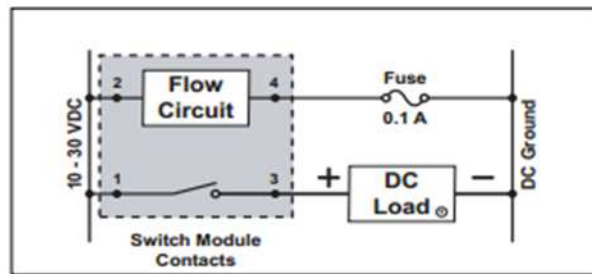 10 - 30 VDC
2
Flow
Circuit
4
Fuse
0.1 A
1
3
+
DC
Load
−
DC Ground
Switch Module
Contacts